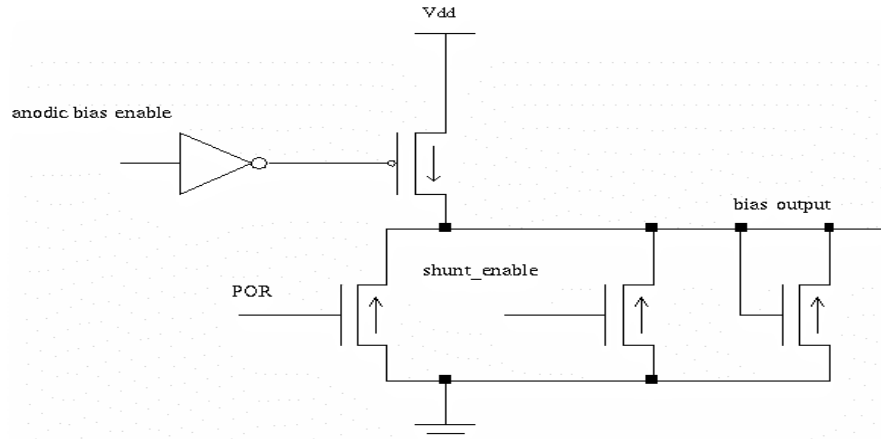 Vdd
anodic bias enable
bias output
shunt_enable
POR